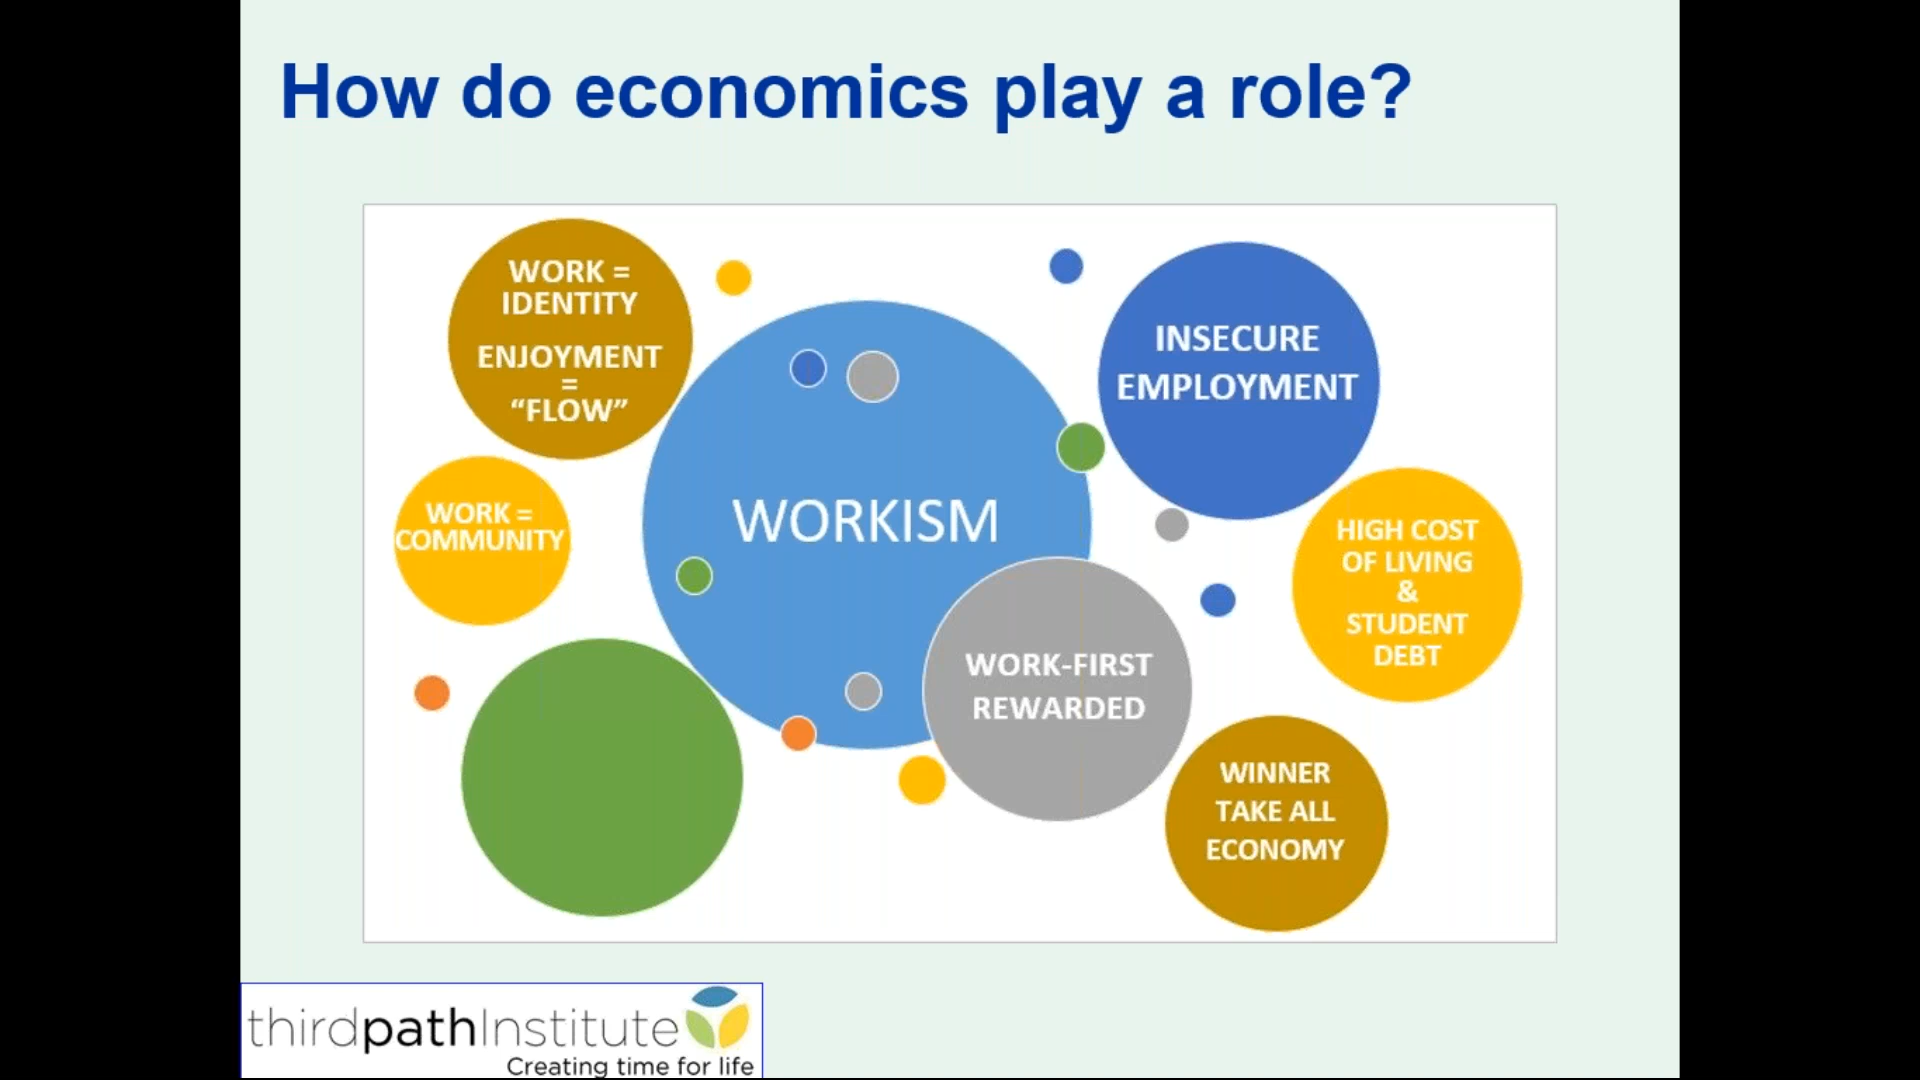 How do economics play a role?
WORK =
IDENTITY
ENJOYMENT
=
“FLOW”
WORK =
COMMUNITY
WORKISM
WORK-FIRST
REWARDED
INSECURE
EMPLOYMENT
HIGH COST
OF LIVING
&
STUDENT
DEBT
WINNER
TAKE ALL
ECONOMY
thirdpathInstitute
Creating time for life